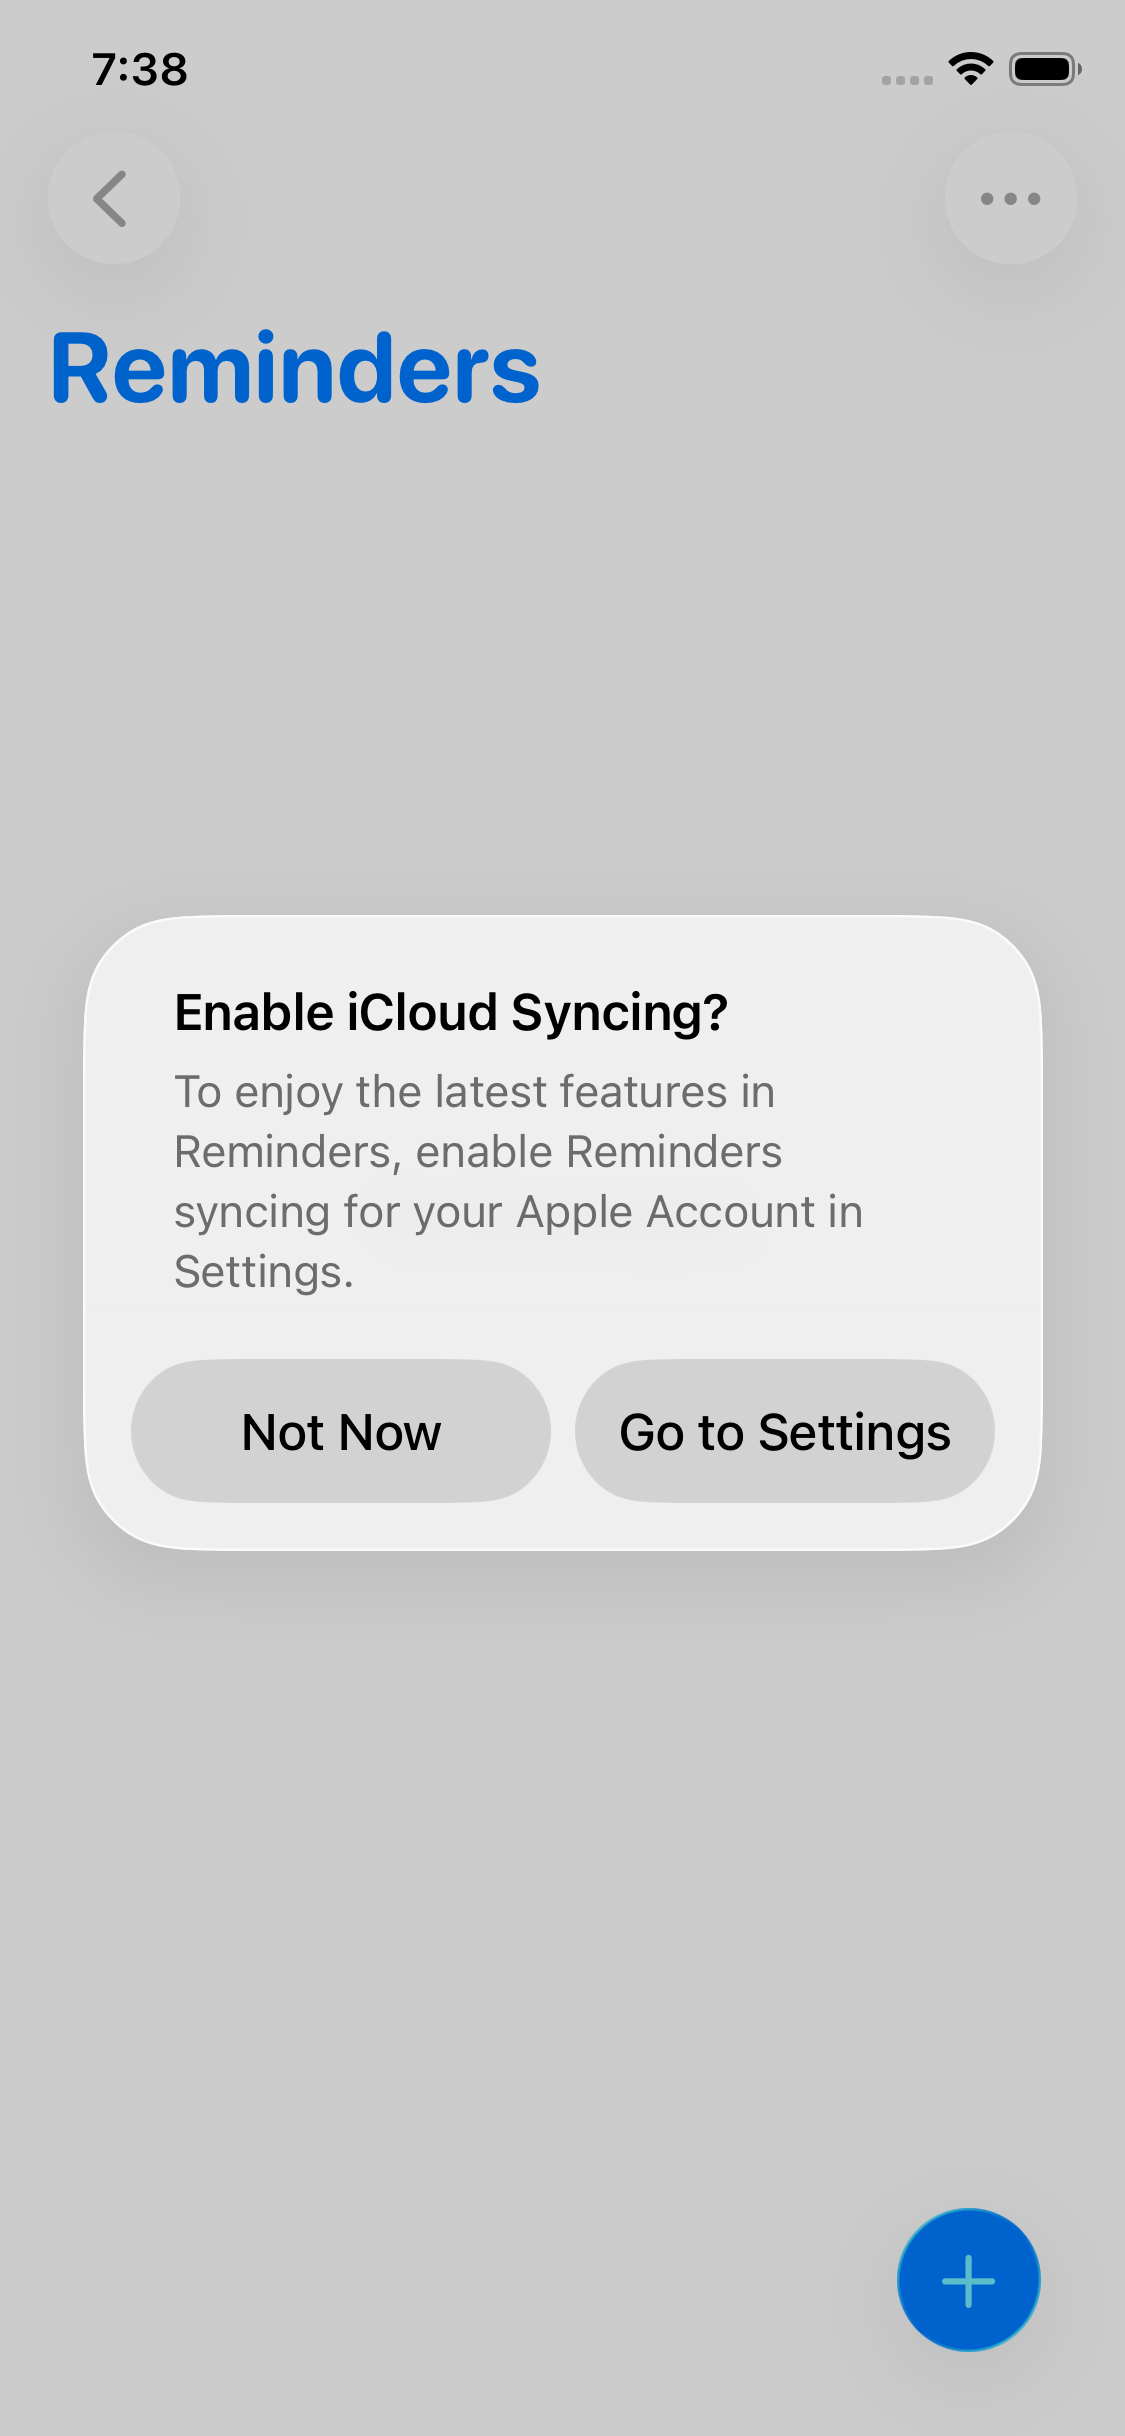 7:38
Reminders
Enable iCloud Syncing?
To enjoy the latest features in
Reminders, enable Reminders
syncing for your Apple Account in
Settings.
Not Now
Go to Settings